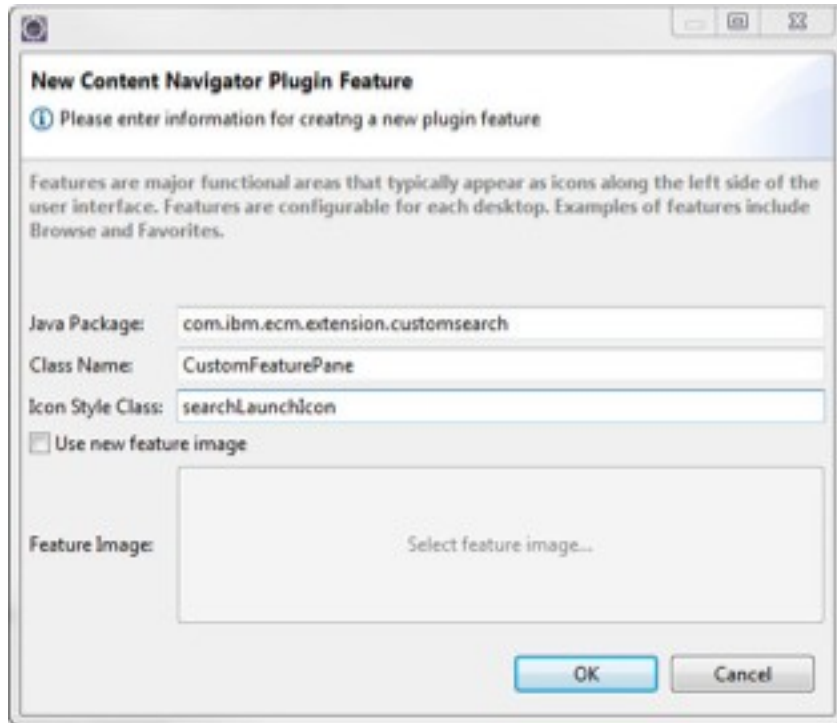 New Content Navigator Plugin Feature
Please enter information for creatng a new plugin feature
Features are major functional areas that typically appear as icons along the left side of the
user interface. Features are configurable for each desktop. Examples of features include
Browse and Favorites.
Java Package: com.ibm.ecm.extension.customsearch
Class Name: CustomFeaturePane
Icon Style Class: searchLaunchIcon
Use new feature image
Feature Image: Select feature image...
OK Cancel